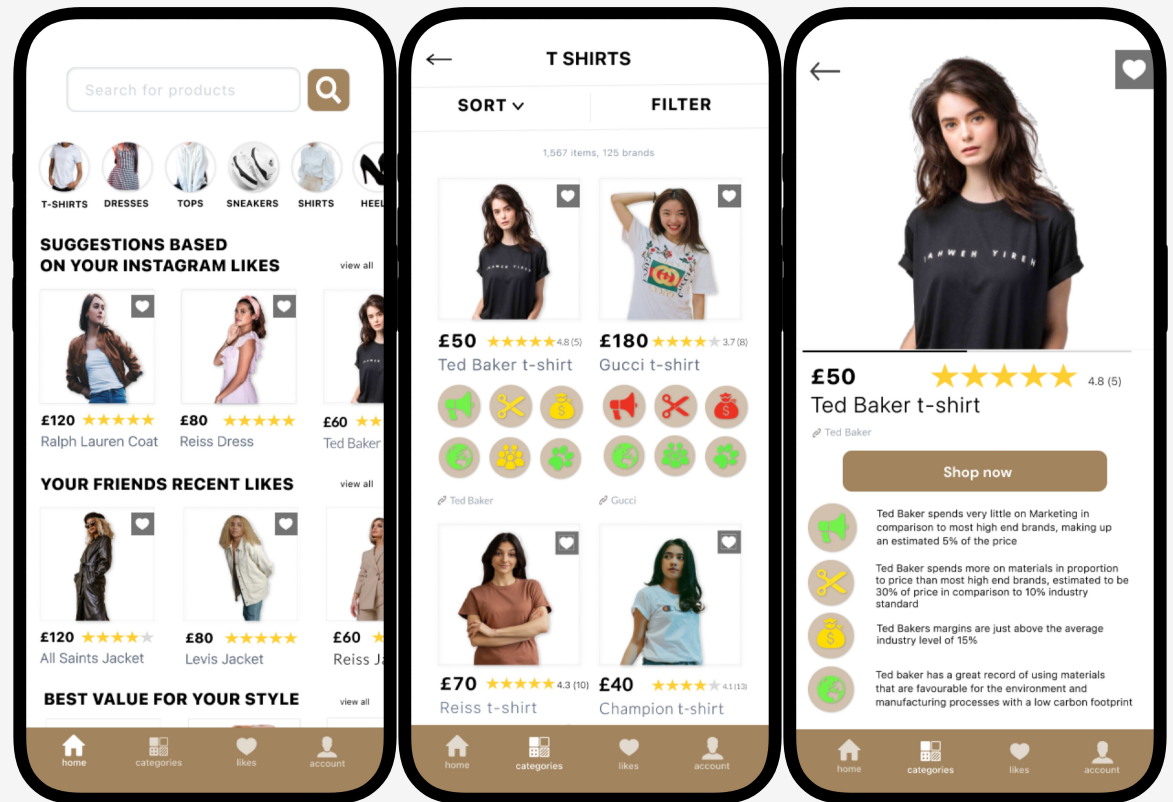 Search for products
T-SHIRTS DRESSES TOPS SNEAKERS SHIRTS HEEL
SUGGESTIONS BASED
ON YOUR INSTAGRAM LIKES view all
£120 £80 £60
Ralph Lauren Coat Reiss Dress Ted Baker
YOUR FRIENDS RECENT LIKES view all
£120 £80 £60
All Saints Jacket Levis Jacket Reiss Ja
BEST VALUE FOR YOUR STYLE view all
home categories likes account
T SHIRTS
SORT FILTER
1,567 items, 125 brands
£50 4.8 (5) £180 3.7 (8)
Ted Baker t-shirt Gucci t-shirt
Ted Baker Gucci
£70 4.3 (10) £40 4.1 (13)
Reiss t-shirt Champion t-shirt
home categories likes account
AHWEH YIREH
£50 4.8 (5)
Ted Baker t-shirt
Ted Baker
Shop now
Ted Baker spends very little on Marketing in
comparison to most high end brands, making up
an estimated 5% of the price
Ted Baker spends more on materials in proportion
to price than most high end brands, estimated to be
30% of price in comparison to 10% industry
standard
Ted Bakers margins are just above the average
industry level of 15%
Ted baker has a great record of using materials
that are favourable for the environment and
manufacturing processes with a low carbon footprint
home categories likes account